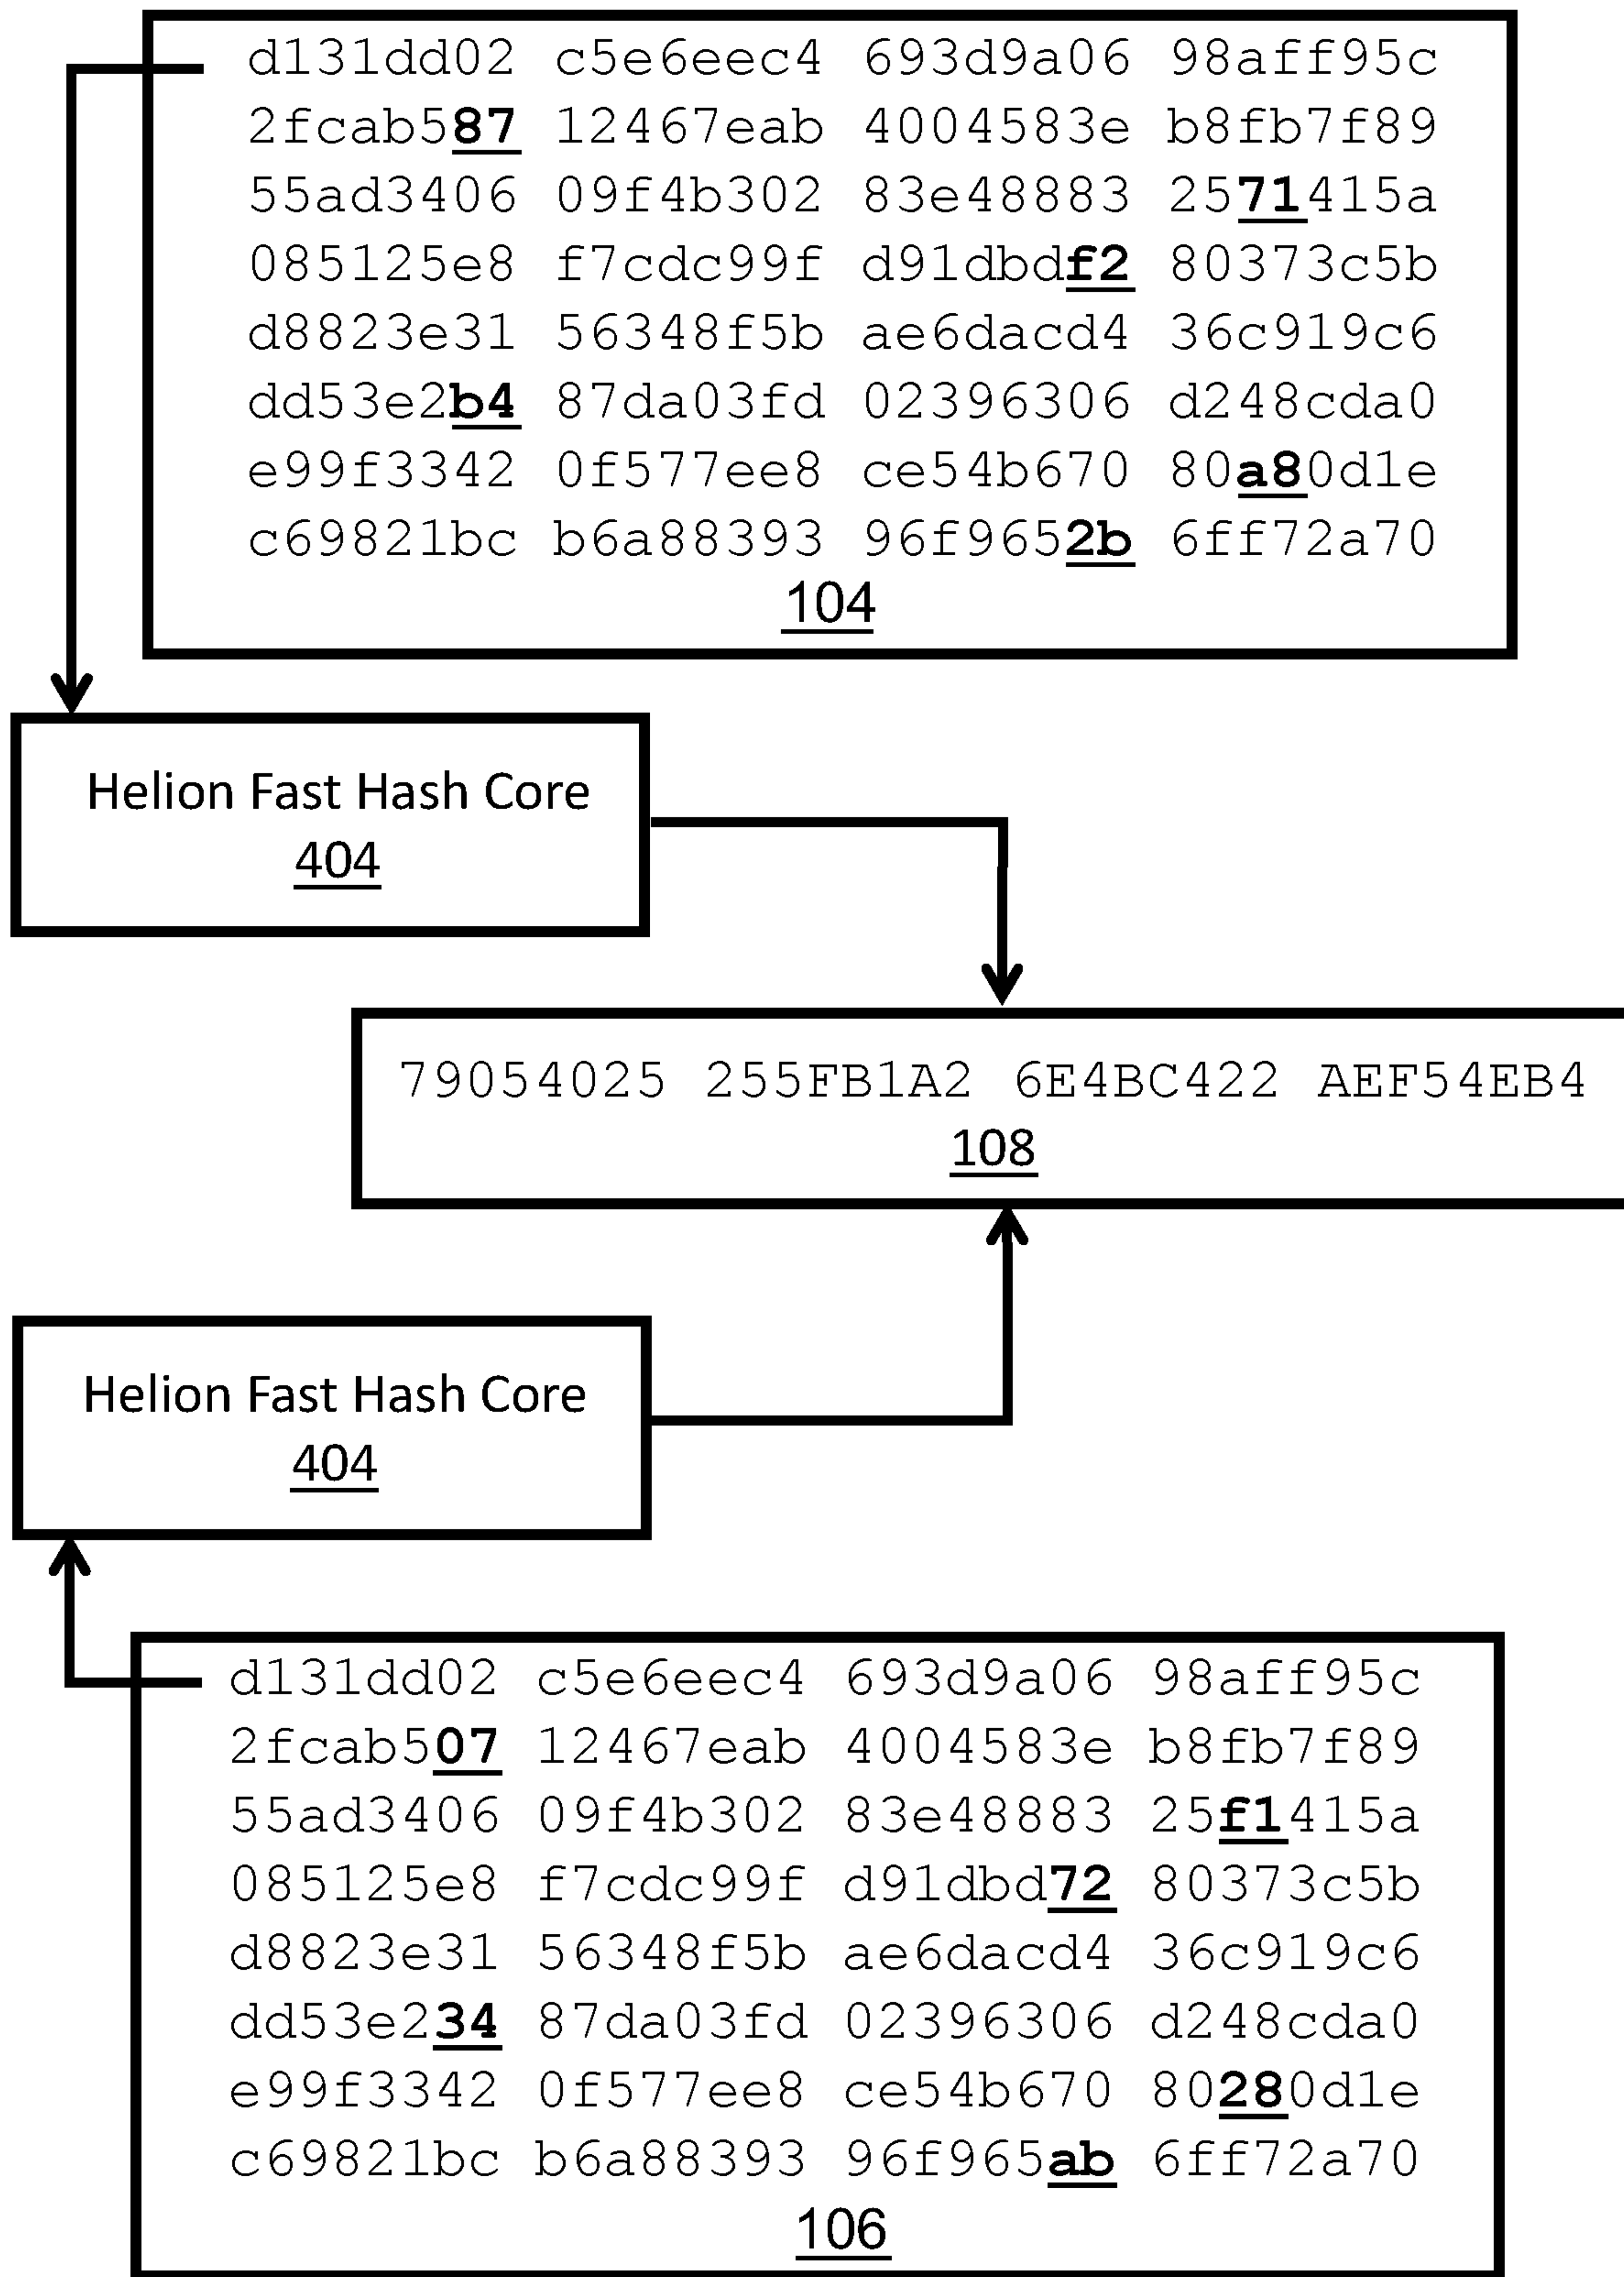 d131dd02 c5e6eec4 693d9a06 98aff95c
2fcab587 12467eab 4004583e b8fb7f89
55ad3406 09f4b302 83e48883 2571415a
085125e8 f7cdc99f d91dbdf2 80373c5b
d8823e31 56348f5b ae6dacd4 36c919c6
dd53e2b4 87da03fd 02396306 d248cda0
e99f3342 0f577ee8 ce54b670 80a80d1e
c69821bc b6a88393 96f9652b 6ff72a70
104
Helion Fast Hash Core
404
79054025 255FB1A2 6E4BC422 AEF54EB4
108
Helion Fast Hash Core
404
d131dd02 c5e6eec4 693d9a06 98aff95c
2fcab507 12467eab 4004583e b8fb7f89
55ad3406 09f4b302 83e48883 25f1415a
085125e8 f7cdc99f d91dbd72 80373c5b
d8823e31 56348f5b ae6dacd4 36c919c6
dd53e234 87da03fd 02396306 d248cda0
e99f3342 0f577ee8 ce54b670 80280d1e
c69821bc b6a88393 96f965ab 6ff72a70
106